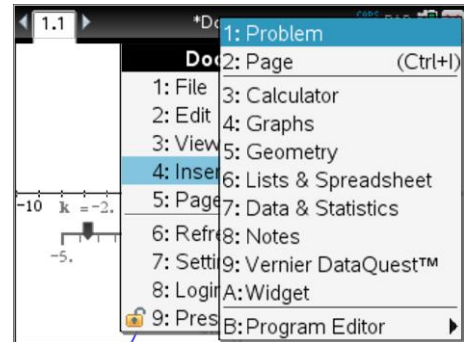 1.1
*Do
Doc
1: File
2: Edit
3: View
4: Inser
5: Page
6: Refre
7: Settin
8: Login
9: Pres
1: Problem
2: Page (Ctrl+I)
3: Calculator
4: Graphs
5: Geometry
6: Lists & Spreadsheet
7: Data & Statistics
8: Notes
9: Vernier DataQuest™
A: Widget
B: Program Editor
-10
k =-2.
-5.